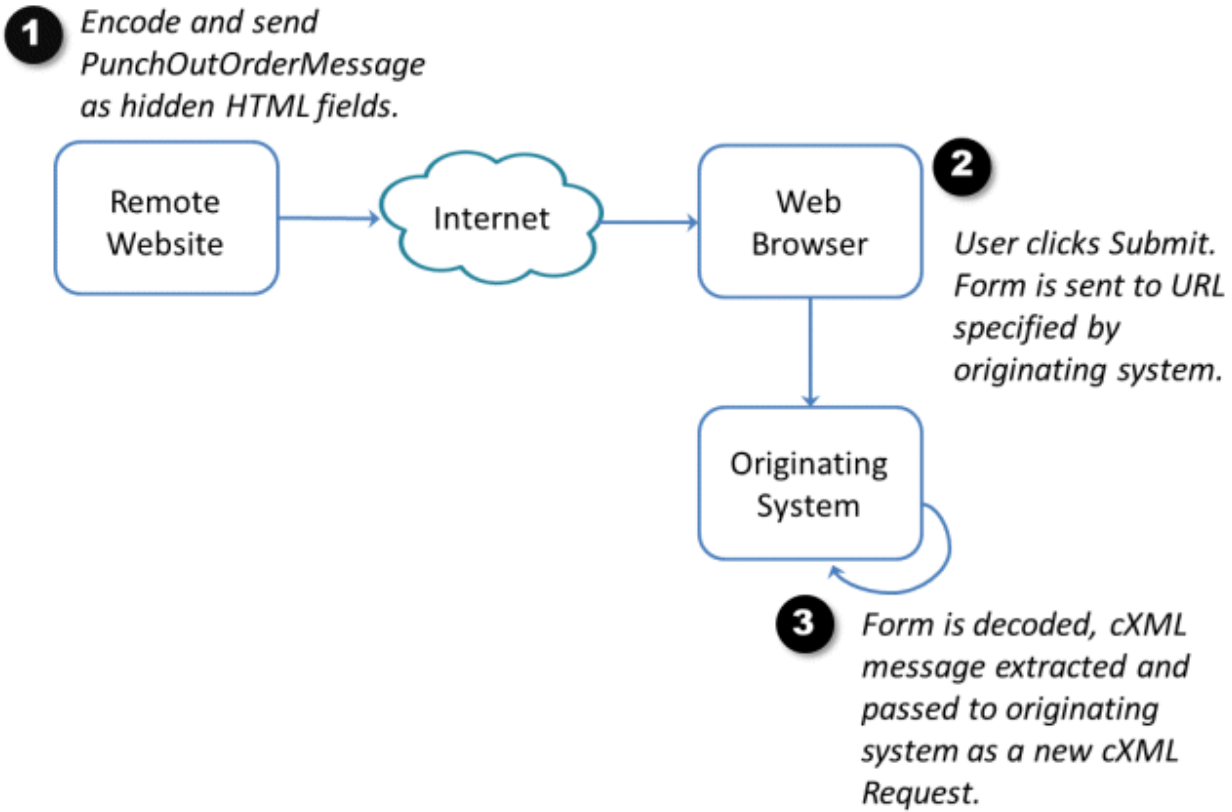 1
Encode and send
PunchOutOrderMessage
as hidden HTML fields.
Remote
Website
Internet
Web
Browser
2
User clicks Submit.
Form is sent to URL
specified by
originating system.
Originating
System
3
Form is decoded, cXML
message extracted and
passed to originating
system as a new cXML
Request.